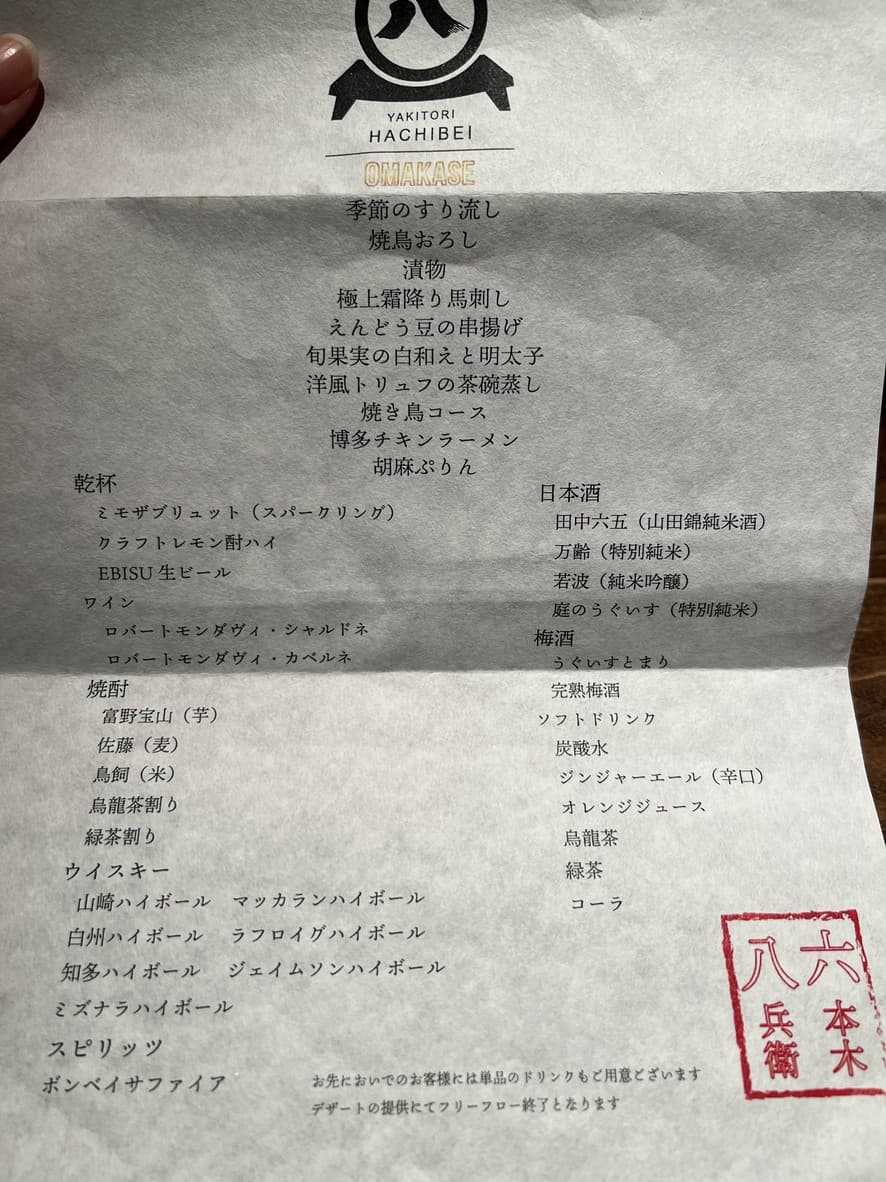 八
YAKITORI
HACHIBEI
OMAKASE
季節のすり流し
焼鳥おろし
漬物
極上霜降り馬刺し
えんどう豆の串揚げ
旬果実の白和えと明太子
洋風トリュフの茶碗蒸し
焼き鳥コース
博多チキンラーメン
胡麻ぷりん
乾杯
ミモザブリュット（スパークリング）
クラフトレモン酎ハイ
EBISU 生ビール
ワイン
ロバートモンダヴィ・シャルドネ
ロバートモンダヴィ・カベルネ
焼酎
富野宝山（芋）
佐藤（麦）
鳥飼（米）
烏龍茶割り
緑茶割り
ウイスキー
山崎ハイボール マッカランハイボール
白州ハイボール ラフロイグハイボール
知多ハイボール ジェイムソンハイボール
ミズナラハイボール
スピリッツ
ボンベイサファイア
日本酒
田中六五（山田錦純米酒）
万齢（特別純米）
若波（純米吟醸）
庭のうぐいす（特別純米）
梅酒
うぐいすとまり
完熟梅酒
ソフトドリンク
炭酸水
ジンジャーエール（辛口）
オレンジジュース
烏龍茶
緑茶
コーラ
お先においでのお客様には単品のドリンクもご用意ございます
デザートの提供にてフリーフロー終了となります
六本木
八兵衛